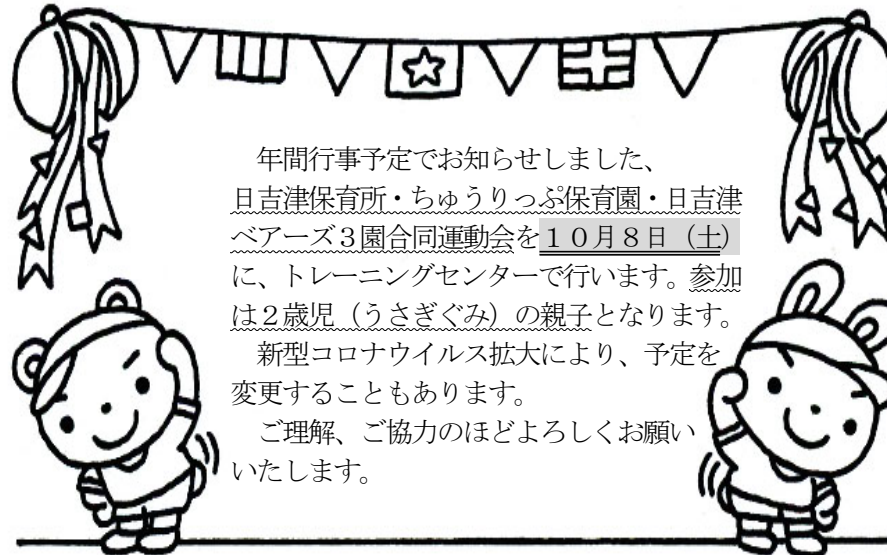 年間行事予定でお知らせしました、
日吉津保育所・ちゅうりっぷ保育園・日吉津
ベアーズ３園合同運動会を１０月８日（土）
に、トレーニングセンターで行います。参加
は２歳児（うさぎぐみ）の親子となります。
　新型コロナウイルス拡大により、予定を
変更することもあります。
　ご理解、ご協力のほどよろしくお願い
いたします。